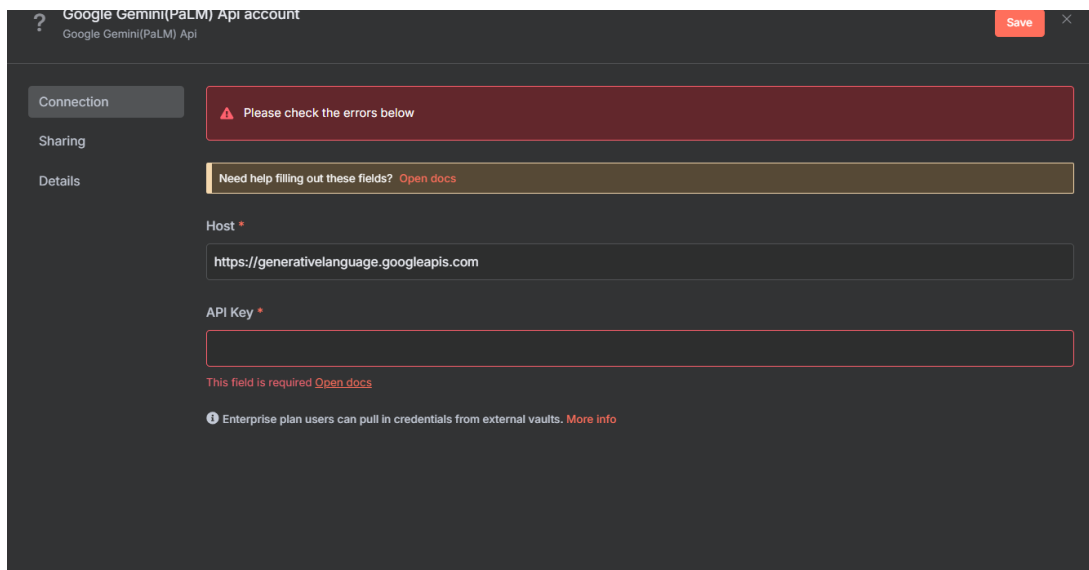 Google Gemini(PaLM) Api account
Google Gemini(PaLM) Api
Save
Connection
Sharing
Details
Please check the errors below
Need help filling out these fields? Open docs
Host *
https://generativelanguage.googleapis.com
API Key *
This field is required Open docs
Enterprise plan users can pull in credentials from external vaults. More info